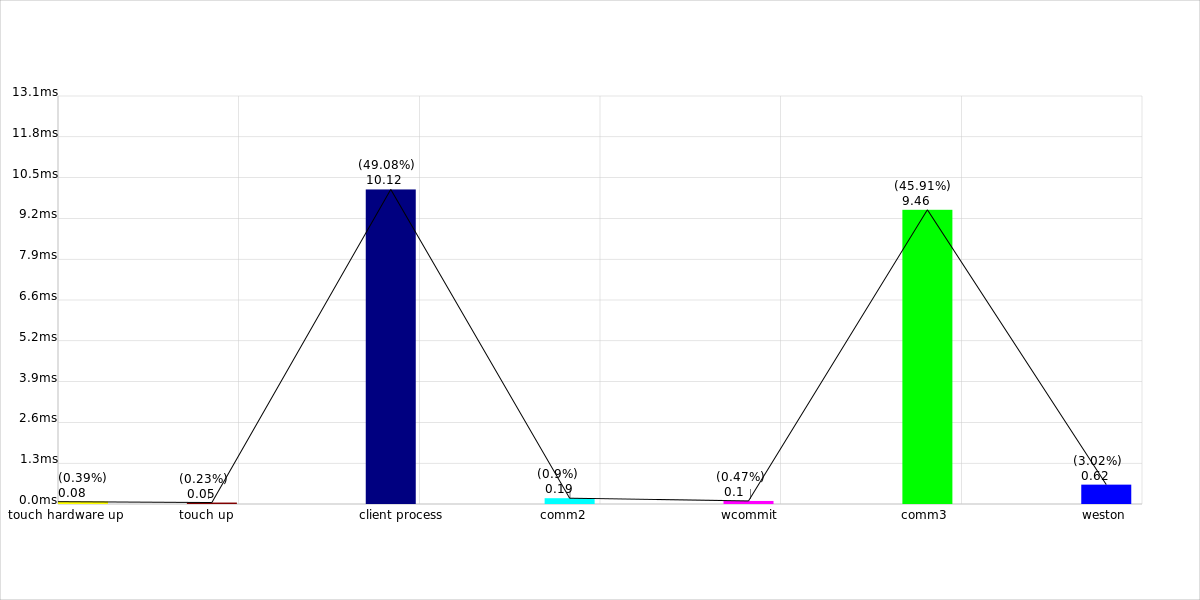 13.1ms
11.8ms
10.5ms
9.2ms
7.9ms
6.6ms
5.2ms
3.9ms
2.6ms
1.3ms
0.0ms
(0.39%)
0.08
(0.23%)
0.05
(49.08%)
10.12
(0.9%)
0.19
(0.47%)
0.1
(45.91%)
9.46
(3.02%)
0.62
touch hardware up
touch up
client process
comm2
wcommit
comm3
weston